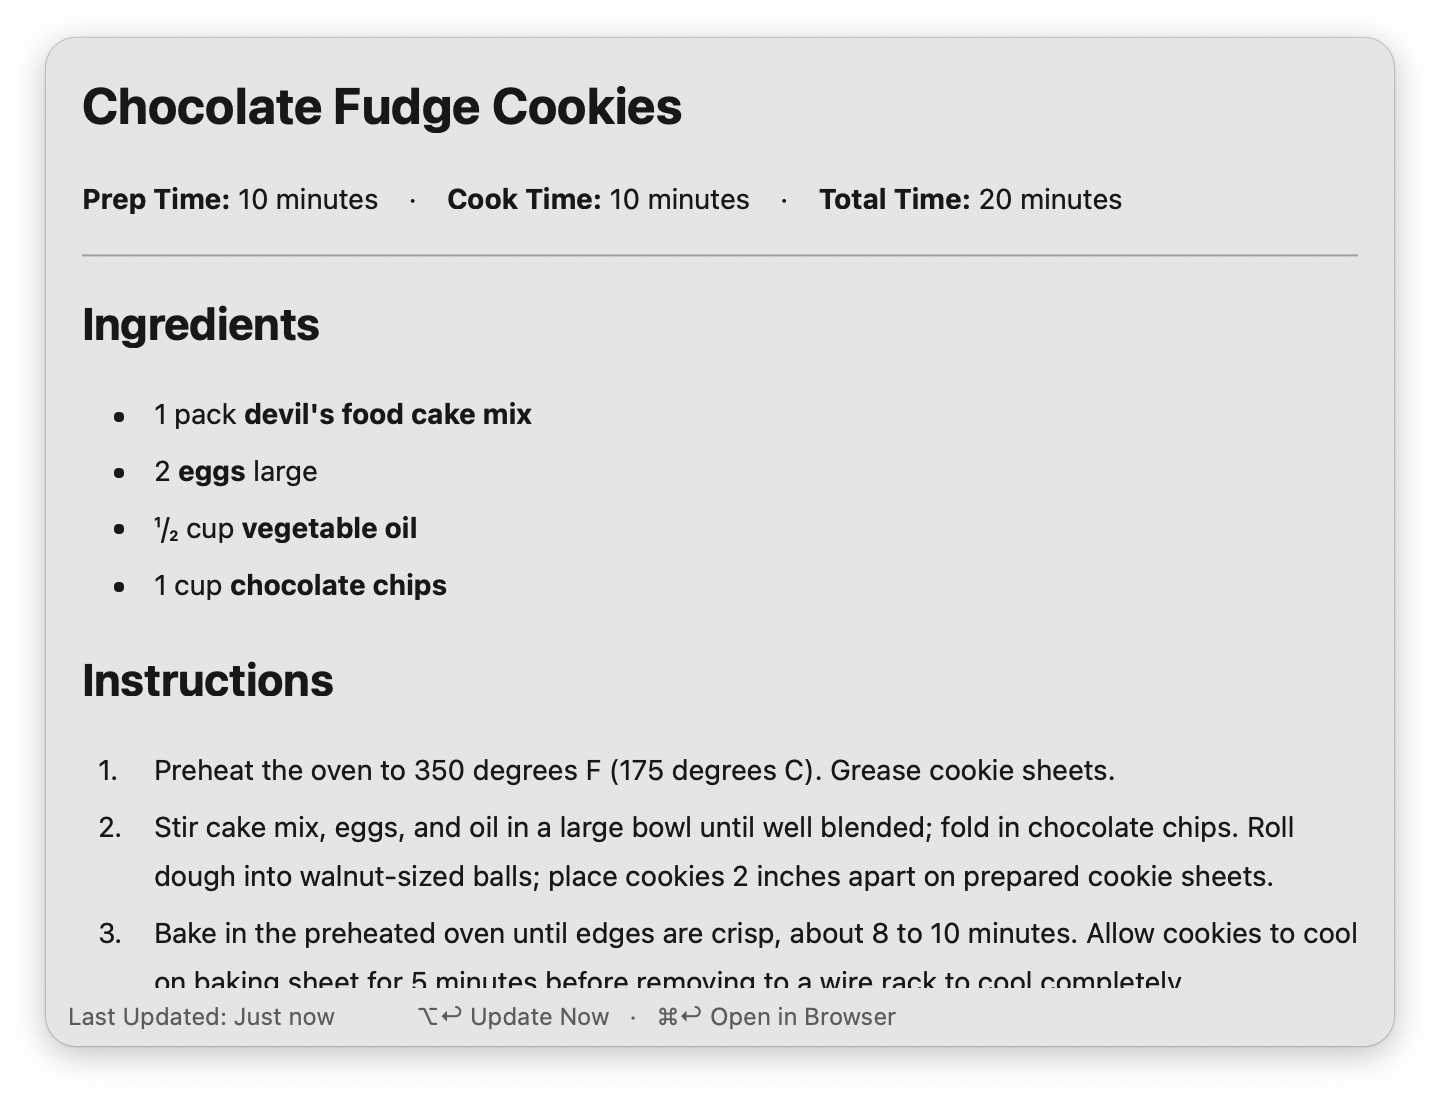 Chocolate Fudge Cookies
Prep Time: 10 minutes · Cook Time: 10 minutes · Total Time: 20 minutes
Ingredients
• 1 pack devil's food cake mix
• 2 eggs large
• ¹/₂ cup vegetable oil
• 1 cup chocolate chips
Instructions
1. Preheat the oven to 350 degrees F (175 degrees C). Grease cookie sheets.
2. Stir cake mix, eggs, and oil in a large bowl until well blended; fold in chocolate chips. Roll
dough into walnut-sized balls; place cookies 2 inches apart on prepared cookie sheets.
3. Bake in the preheated oven until edges are crisp, about 8 to 10 minutes. Allow cookies to cool
on baking sheet for 5 minutes before removing to a wire rack to cool completely.
Last Updated: Just now ⌥↩ Update Now · ⌘↩ Open in Browser